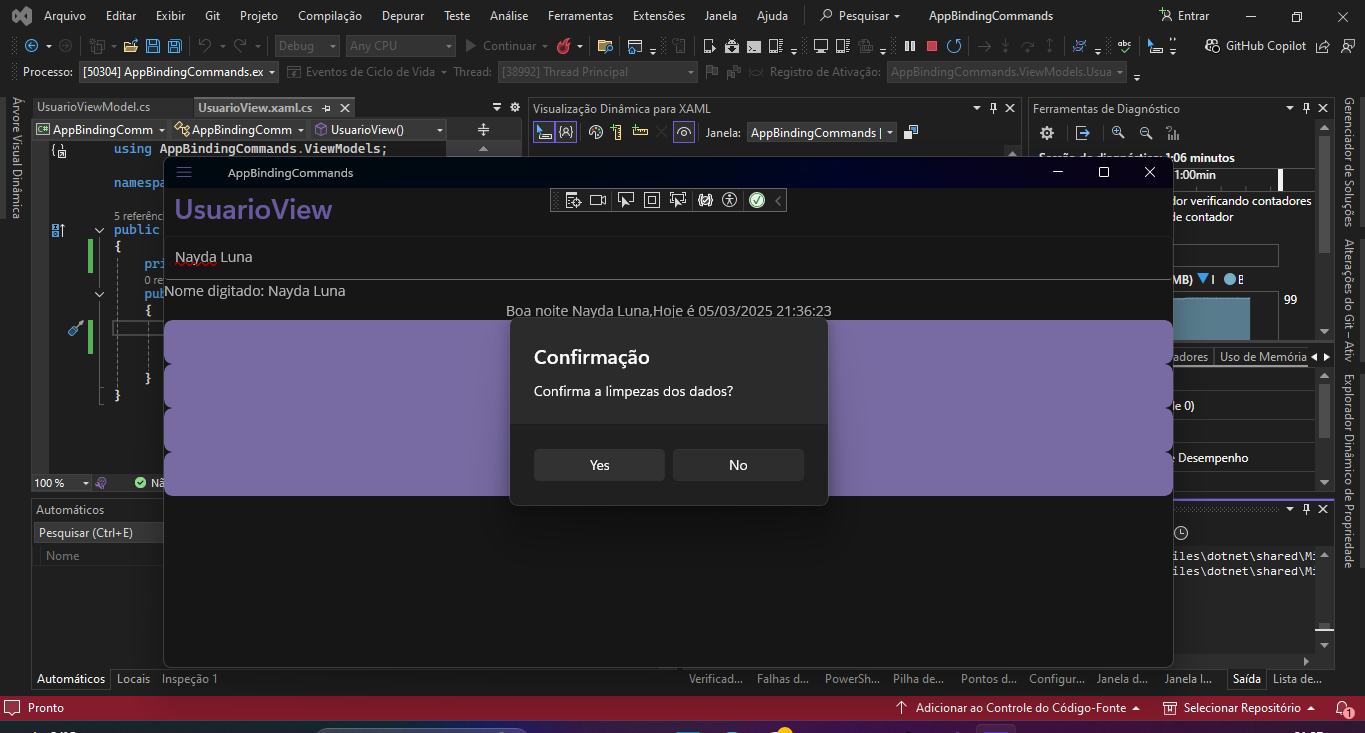 Arquivo Editar Exibir Git Projeto Compilação Depurar Teste Análise Ferramentas Extensões Janela Ajuda Pesquisar AppBindingCommands Entrar
Debug Any CPU Continuar GitHub Copilot
Processo: [50304] AppBindingCommands.ex Eventos de Ciclo de Vida Thread: [38992] Thread Principal Registro de Ativação: AppBindingCommands.ViewModels.Usua
Árvore Visual Dinâmica
UsuarioViewModel.cs UsuarioView.xaml.cs
AppBindingComm AppBindingComm UsuarioView()
using AppBindingCommands.ViewModels;
namespa
5 referênc
public
{
pri
0 re
pub
{
}
}
100 % Nã
Visualização Dinâmica para XAML
Janela: AppBindingCommands |
Ferramentas de Diagnóstico
1:06 minutos
1:00min
dor verificando contadores
de contador
MB) I B
99
adores Uso de Memória
de 0)
Desempenho
Gerenciador de Soluções
Alterações do Git – Ativ
Explorador Dinâmico de Propriedade
AppBindingCommands
UsuarioView
Nayda Luna
Nome digitado: Nayda Luna
Boa noite Nayda Luna,Hoje é 05/03/2025 21:36:23
Confirmação
Confirma a limpezas dos dados?
Yes No
Automáticos
Pesquisar (Ctrl+E)
Nome
iles\dotnet\shared\Mi
iles\dotnet\shared\Mi
Automáticos Locais Inspeção 1
Verificad... Falhas d... PowerSh... Pilha de... Pontos d... Configur... Janela d... Janela I... Saída Lista de...
Pronto Adicionar ao Controle do Código-Fonte Selecionar Repositório 1